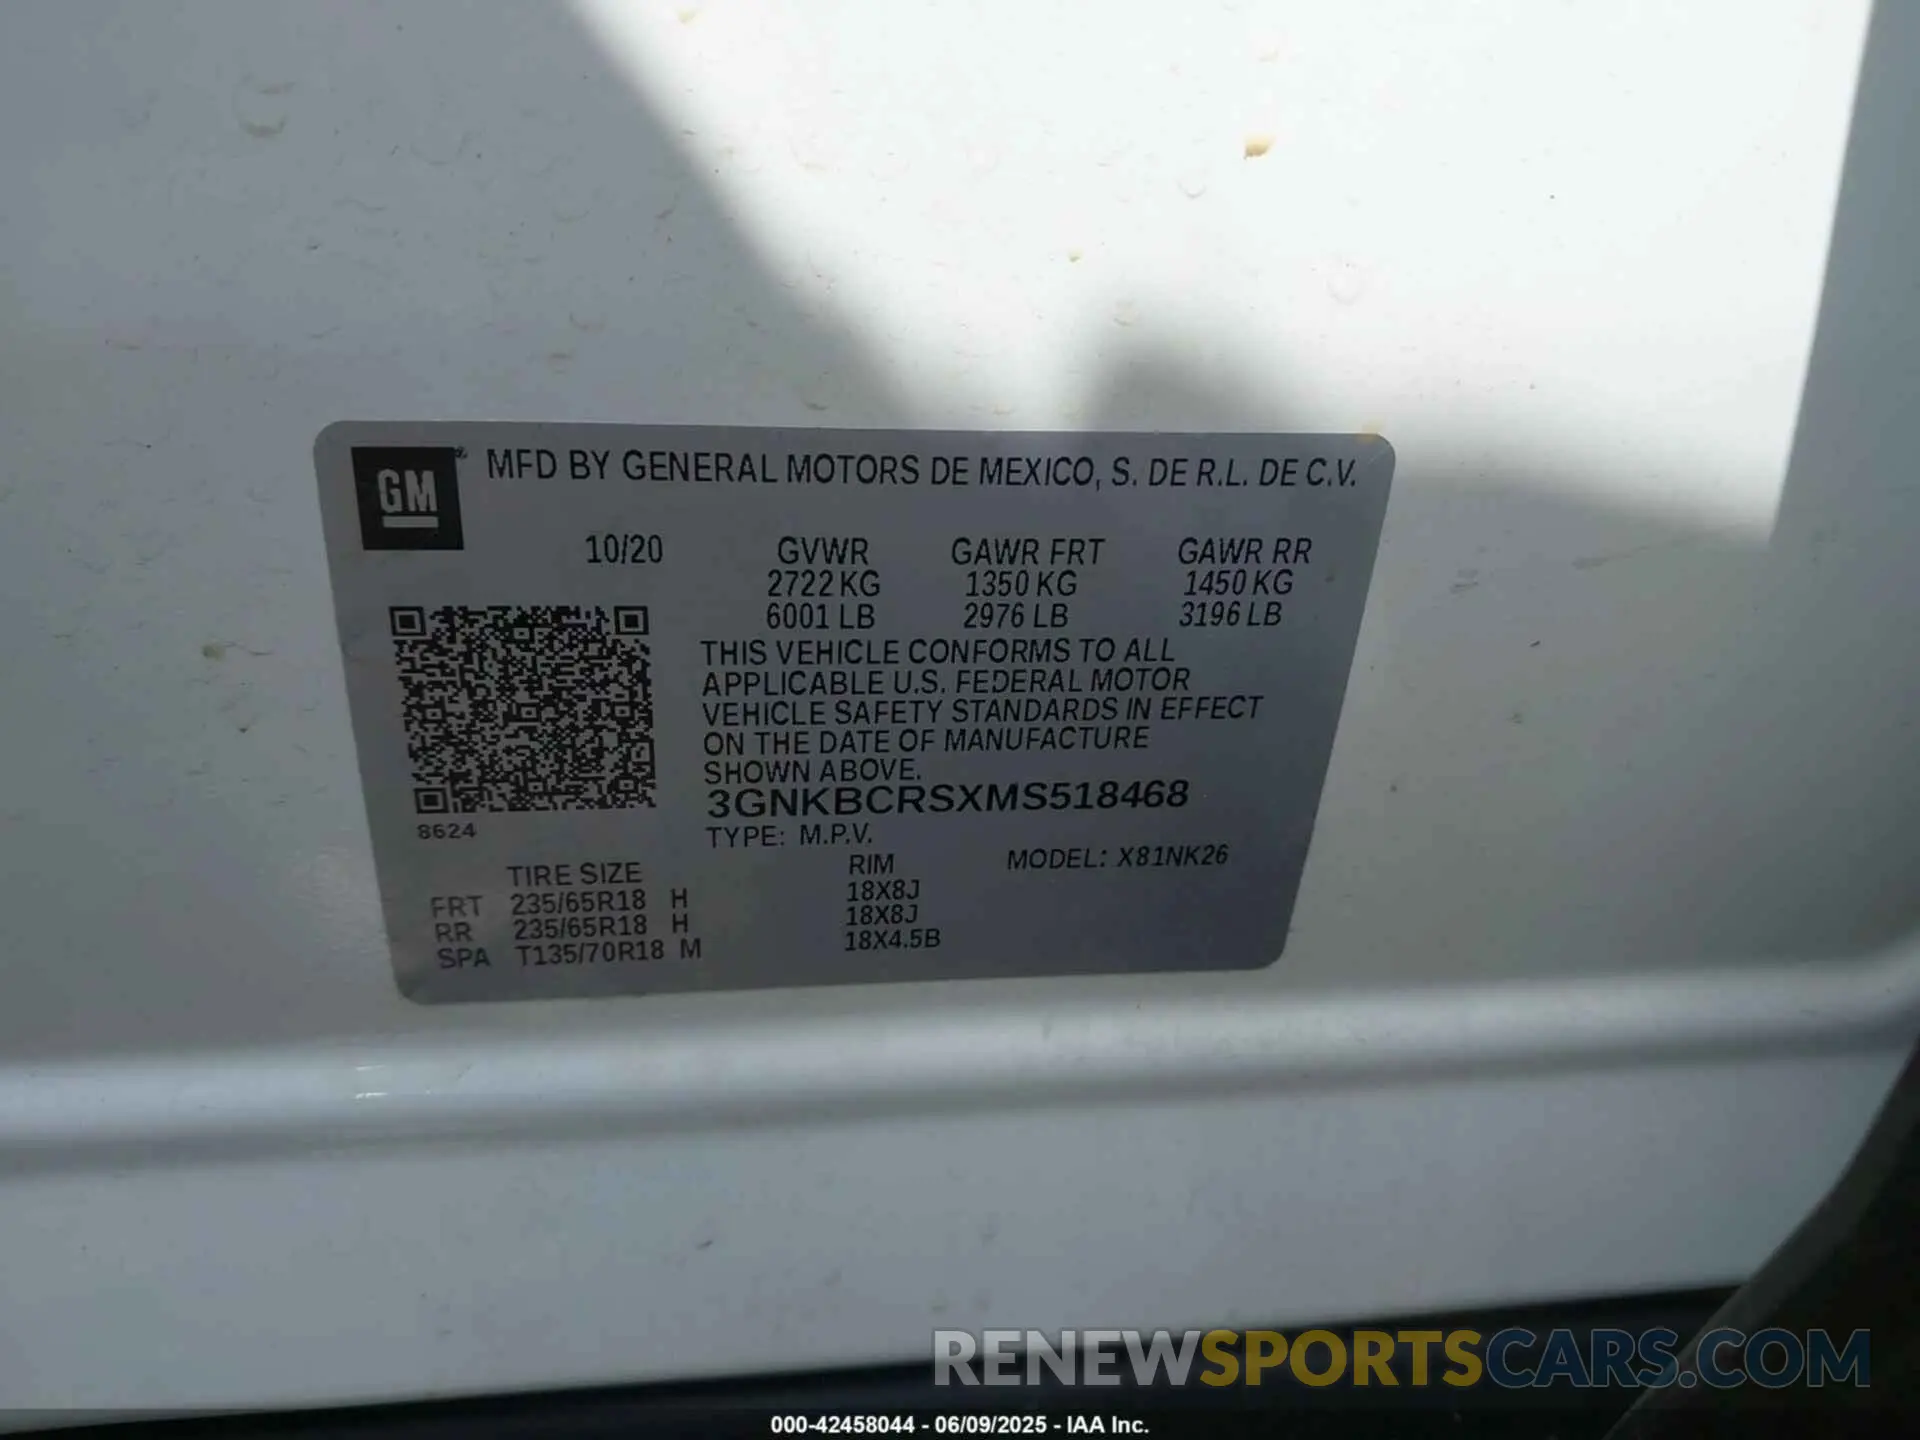 GM® MFD BY GENERAL MOTORS DE MEXICO, S. DE R.L. DE C.V.
10/20 GVWR GAWR FRT GAWR RR
2722 KG 1350 KG 1450 KG
6001 LB 2976 LB 3196 LB
THIS VEHICLE CONFORMS TO ALL
APPLICABLE U.S. FEDERAL MOTOR
VEHICLE SAFETY STANDARDS IN EFFECT
ON THE DATE OF MANUFACTURE
SHOWN ABOVE.
3GNKBCRSXMS518468
8624
TYPE: M.P.V.
TIRE SIZE RIM MODEL: X81NK26
FRT 235/65R18 H 18X8J
RR 235/65R18 H 18X8J
SPA T135/70R18 M 18X4.5B
RENEWSPORTSCARS.COM
000-42458044 - 06/09/2025 - IAA Inc.